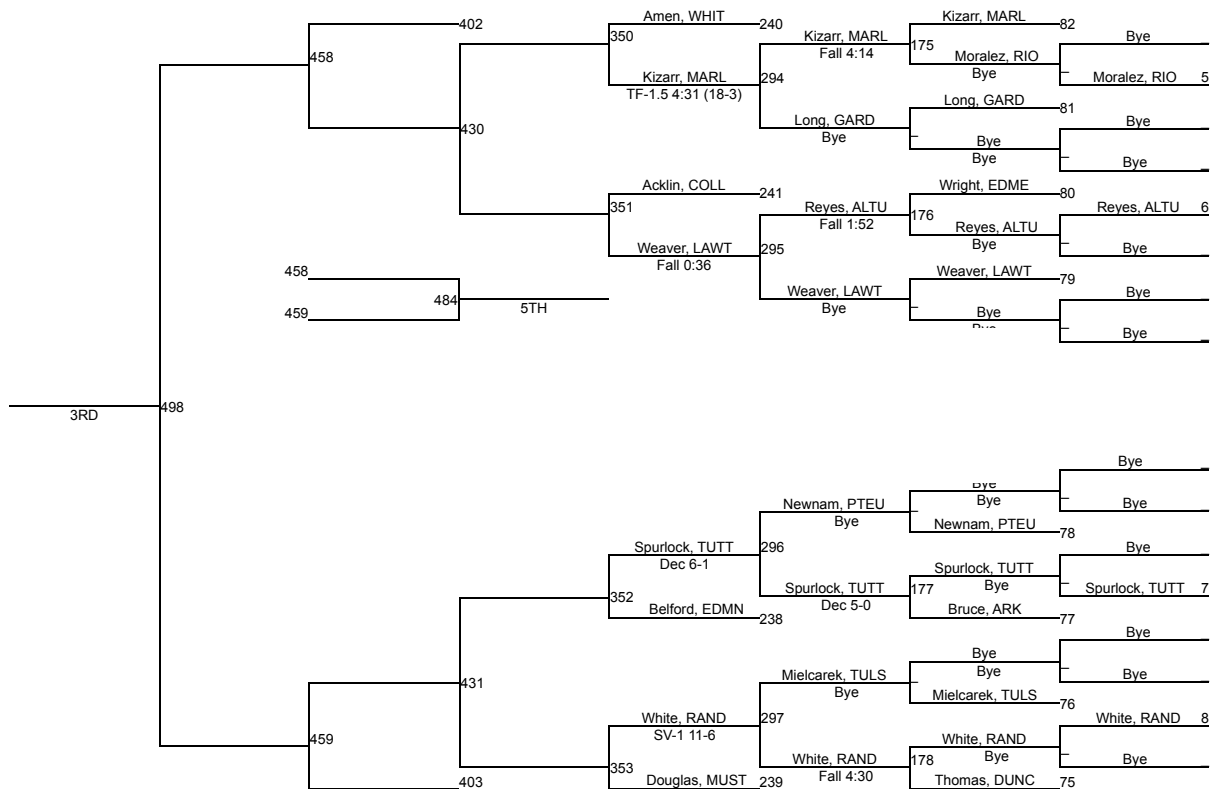 Amen, WHIT 240
Kizarr, MARL 82
402
Bye
350
Kizarr, MARL
175
Fall 4:14
Moralez, RIO
458
Bye
Kizarr, MARL
294
Moralez, RIO 5
TF-1.5 4:31 (18-3)
Long, GARD 81
Long, GARD
Bye
430
Bye
Bye
Bye
Bye
Acklin, COLL 241
Wright, EDME 80
351
Reyes, ALTU
176
Reyes, ALTU 6
Fall 1:52
Reyes, ALTU
Bye
Weaver, LAWT
295
Bye
Fall 0:36
458
Weaver, LAWT 79
Weaver, LAWT
Bye
484
5TH
Bye
459
Bye
Bye
Bye
3RD
498
Bye
Bye
Bye
Newnam, PTEU
Bye
Bye
Newnam, PTEU 78
Spurlock, TUTT
296
Bye
Dec 6-1
Spurlock, TUTT
Bye
352
Spurlock, TUTT
177
Spurlock, TUTT 7
Dec 5-0
Belford, EDMN 238
Bruce, ARK 77
Bye
Bye
Bye
Mielcarek, TULS
Bye
Bye
431
Mielcarek, TULS 76
White, RAND
297
White, RAND 8
SV-1 11-6
459
White, RAND
Bye
White, RAND
178
Bye
353
Fall 4:30
403
Douglas, MUST 239
Thomas, DUNC 75